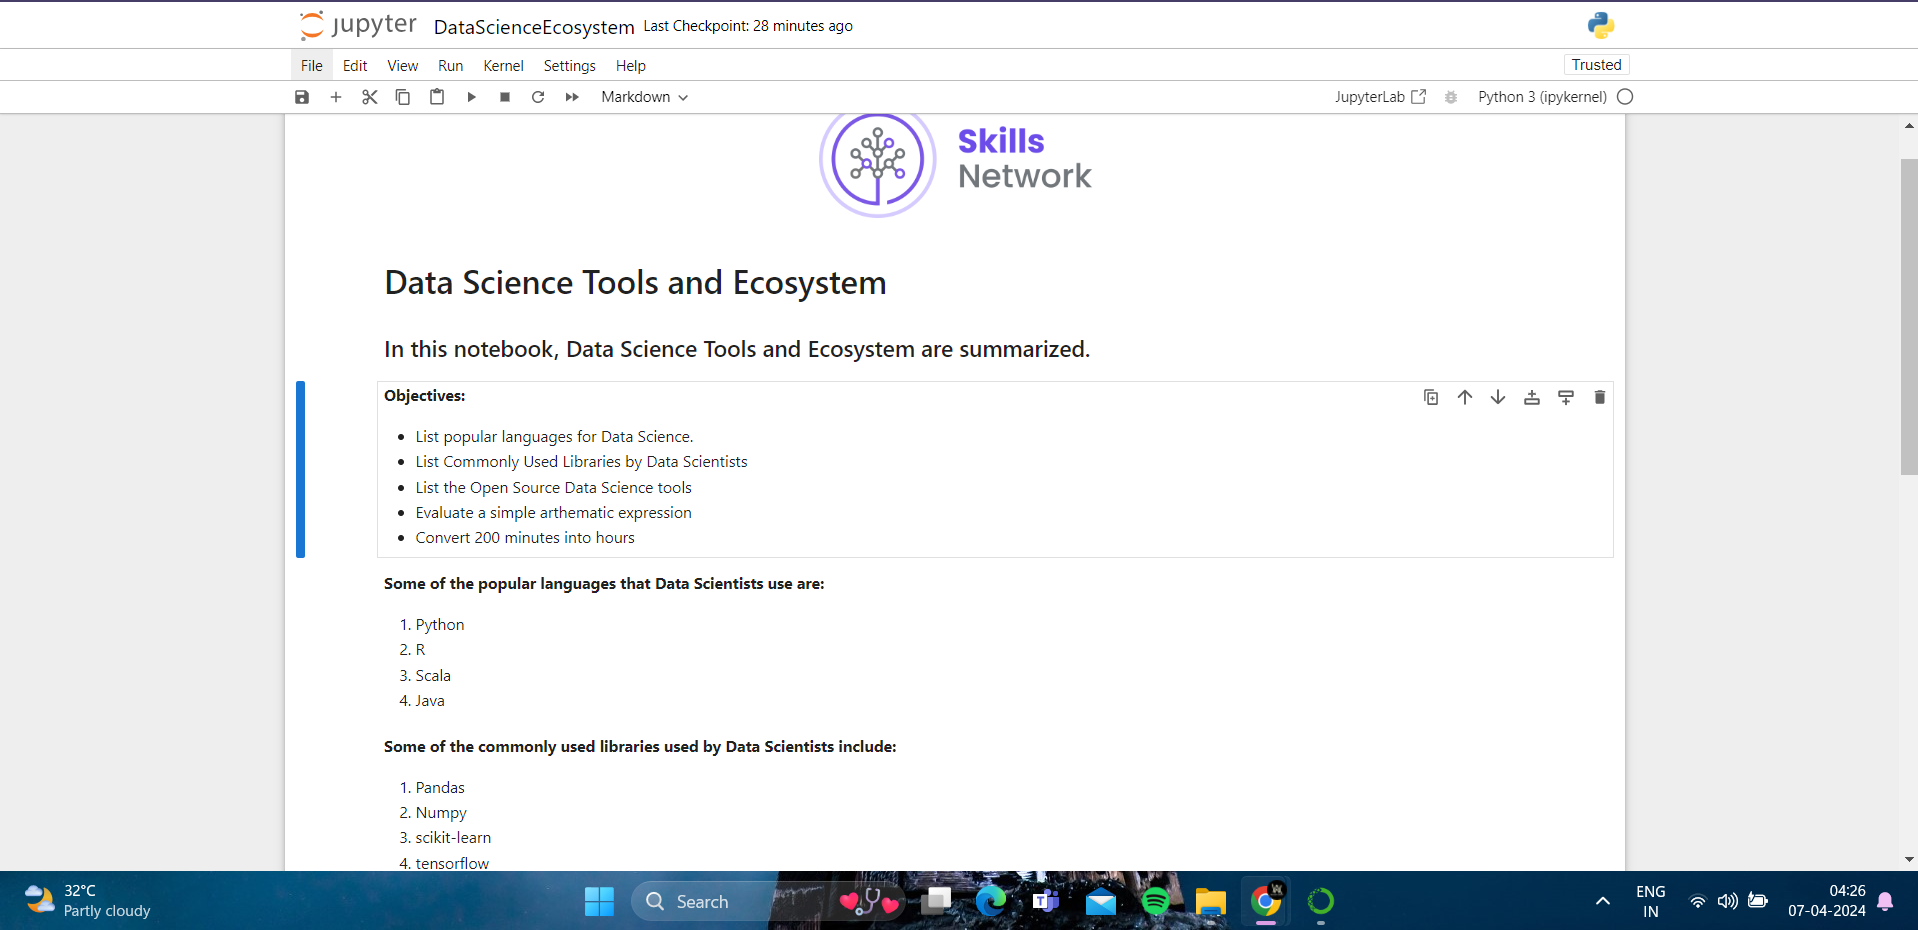 jupyter DataScienceEcosystem Last Checkpoint: 28 minutes ago
File Edit View Run Kernel Settings Help Trusted
Markdown JupyterLab Python 3 (ipykernel)
Skills
Network
Data Science Tools and Ecosystem
In this notebook, Data Science Tools and Ecosystem are summarized.
Objectives:
• List popular languages for Data Science.
• List Commonly Used Libraries by Data Scientists
• List the Open Source Data Science tools
• Evaluate a simple arthematic expression
• Convert 200 minutes into hours
Some of the popular languages that Data Scientists use are:
1. Python
2. R
3. Scala
4. Java
Some of the commonly used libraries used by Data Scientists include:
1. Pandas
2. Numpy
3. scikit-learn
4. tensorflow
32°C
Partly cloudy
Search
ENG
IN
04:26
07-04-2024